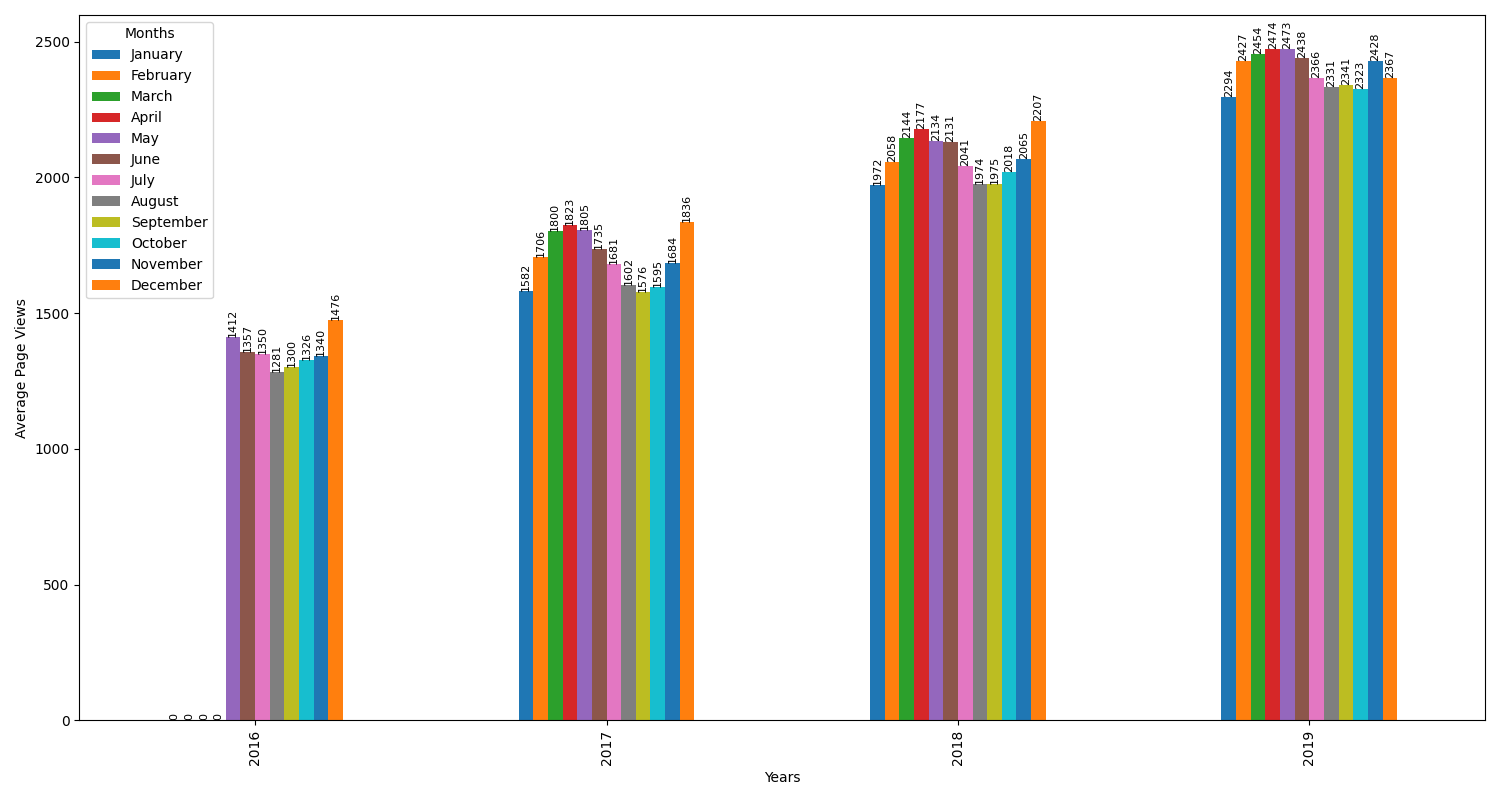 Months
January
February
March
April
May
June
July
August
September
October
November
December
Average Page Views
2500
2000
1500
1000
500
0
0 0 0 0 1412 1357 1350 1281 1300 1326 1340 1476
1582 1706 1800 1823 1805 1735 1681 1602 1576 1595 1684 1836
1972 2058 2144 2177 2134 2131 2041 1974 1975 2018 2065 2207
2294 2427 2454 2474 2473 2438 2366 2331 2341 2323 2428 2367
2016 2017 2018 2019
Years